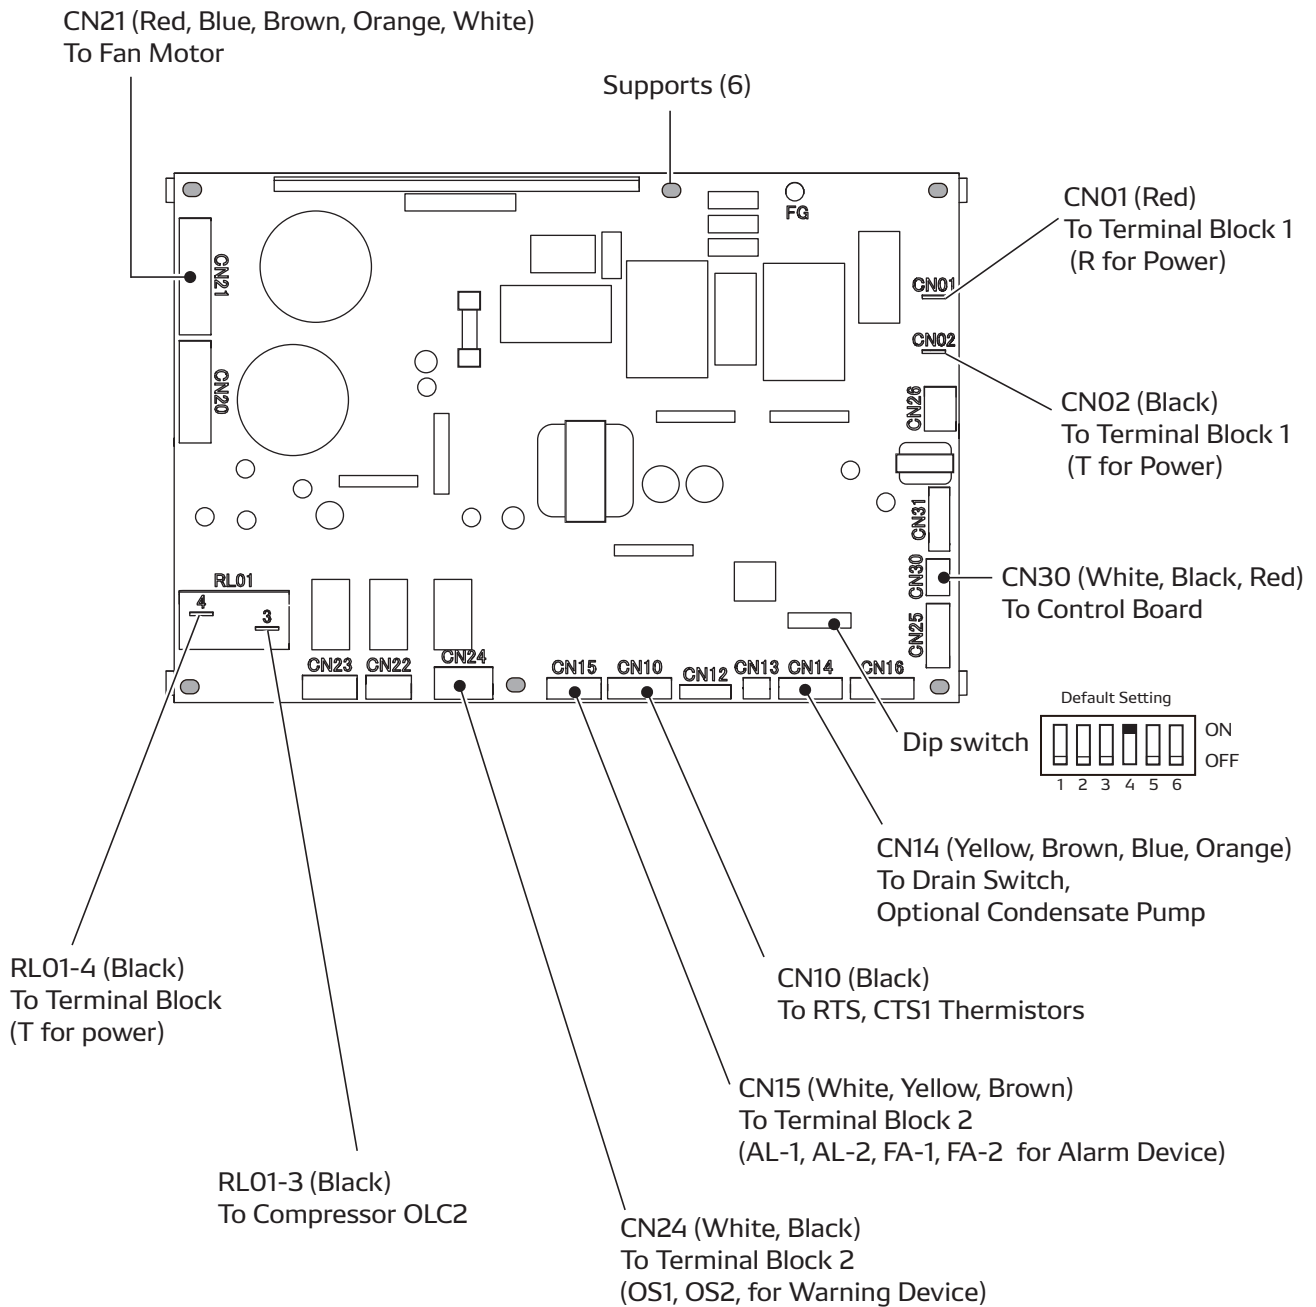 CN21 (Red, Blue, Brown, Orange, White)
To Fan Motor
Supports (6)
FG
CN01 (Red)
To Terminal Block 1
(R for Power)
CN21
CN01
CN02
CN20
CN26
CN02 (Black)
To Terminal Block 1
(T for Power)
CN31
RL01
4
3
CN30
CN30 (White, Black, Red)
To Control Board
CN25
CN23
CN22
CN24
CN15
CN10
CN12
CN13
CN14
CN16
Default Setting
Dip switch
ON
OFF
1 2 3 4 5 6
CN14 (Yellow, Brown, Blue, Orange)
To Drain Switch,
Optional Condensate Pump
RL01-4 (Black)
To Terminal Block
(T for power)
CN10 (Black)
To RTS, CTS1 Thermistors
CN15 (White, Yellow, Brown)
To Terminal Block 2
(AL-1, AL-2, FA-1, FA-2 for Alarm Device)
RL01-3 (Black)
To Compressor OLC2
CN24 (White, Black)
To Terminal Block 2
(OS1, OS2, for Warning Device)